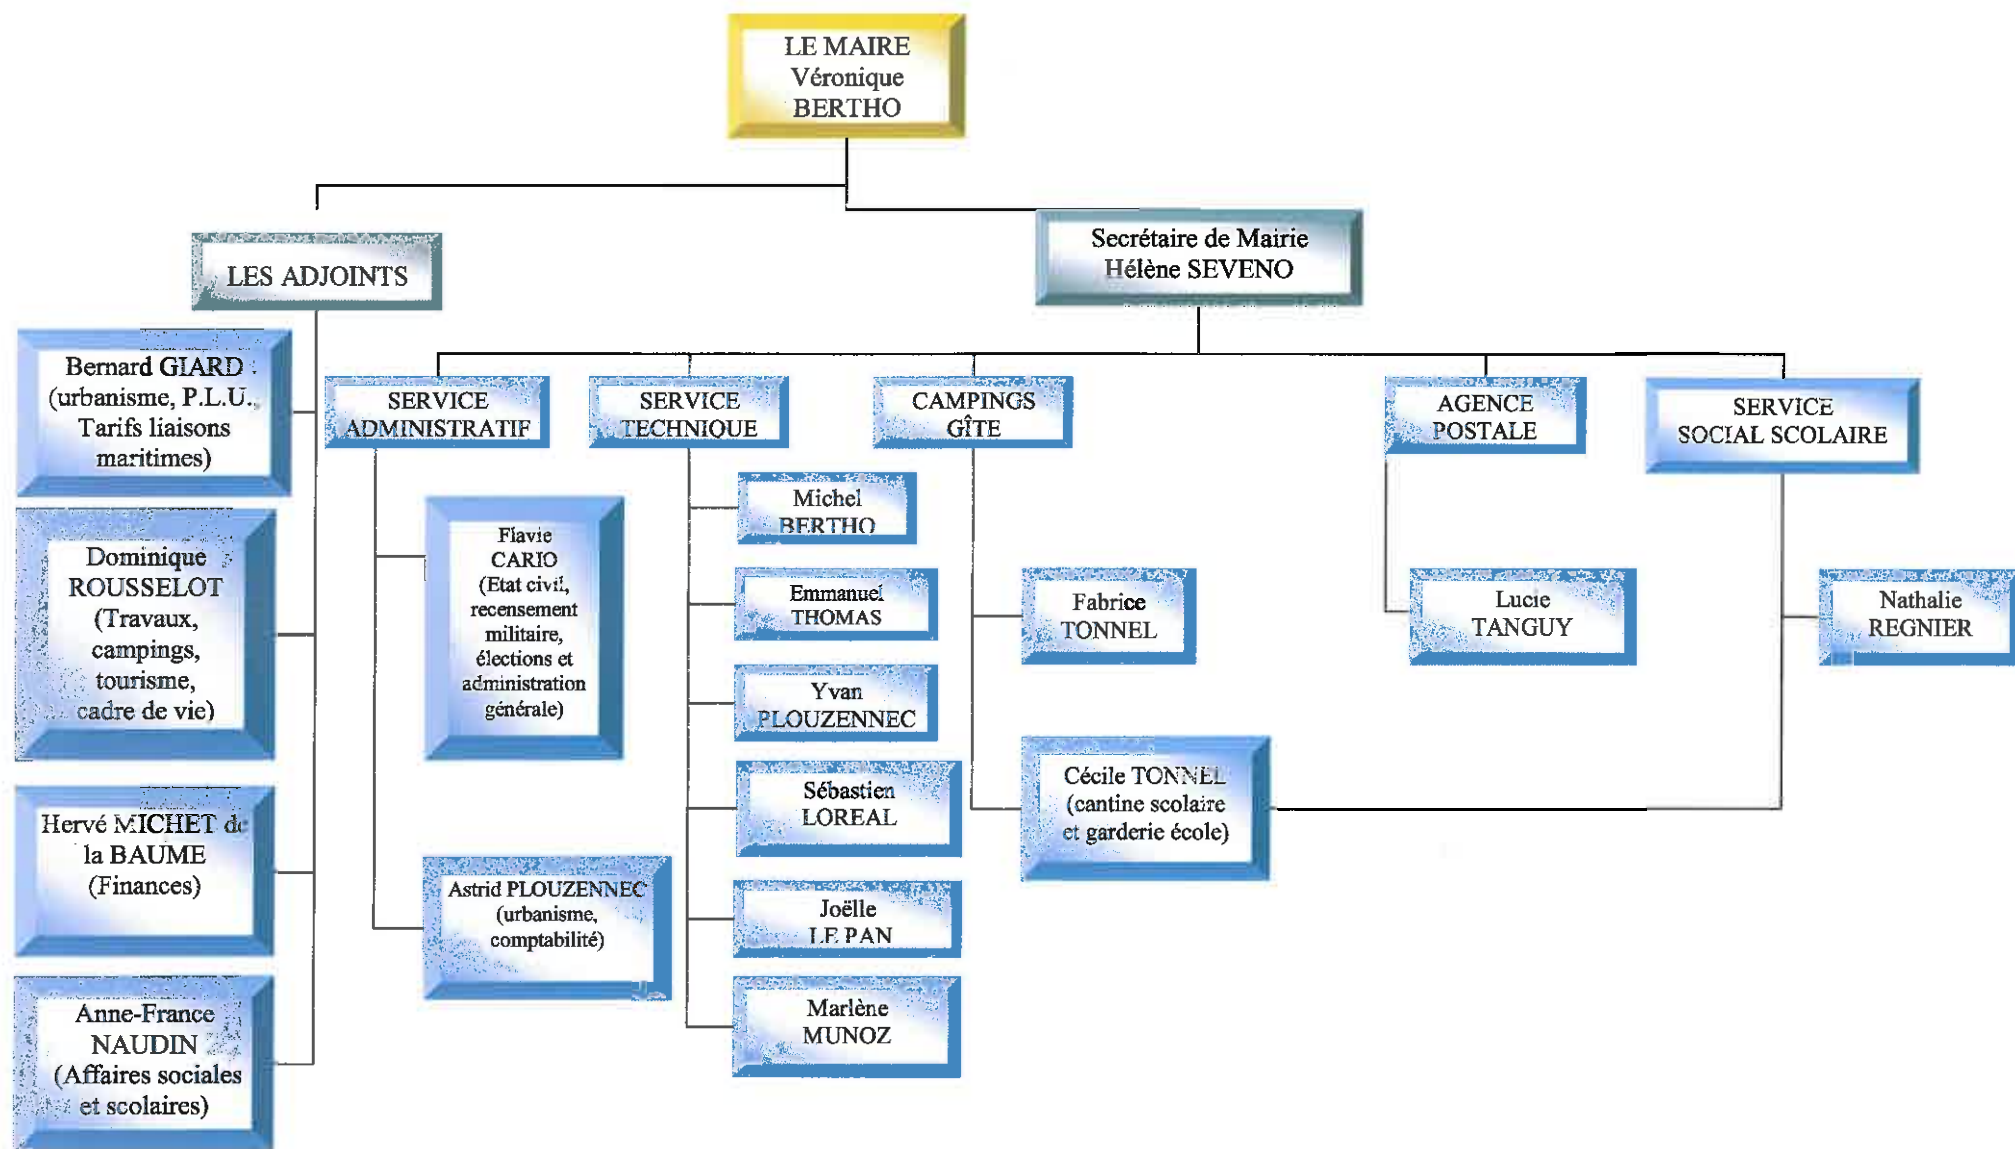 LE MAIRE
Véronique
BERTHO
LES ADJOINTS
Secrétaire de Mairie
Hélène SEVENO
Bernard GIARD :
(urbanisme, P.L.U.,
Tarifs liaisons
maritimes)
Dominique
ROUSSELOT
(Travaux,
campings,
tourisme,
cadre de vie)
Hervé MICHET de
la BAUME
(Finances)
Anne-France
NAUDIN
(Affaires sociales
et scolaires)
SERVICE
ADMINISTRATIF
Flavie
CARIO
(Etat civil,
recensement
militaire,
élections et
administration
générale)
Astrid PLOUZENNEC
(urbanisme,
comptabilité)
SERVICE
TECHNIQUE
Michel
BERTHO
Emmanuel
THOMAS
Yvan
PLOUZENNEC
Sébastien
LOREAL
Joëlle
LE PAN
Marlène
MUNOZ
CAMPINGS
GÎTE
Fabrice
TONNEL
Cécile TONNEL
(cantine scolaire
et garderie école)
AGENCE
POSTALE
Lucie
TANGUY
SERVICE
SOCIAL SCOLAIRE
Nathalie
REGNIER